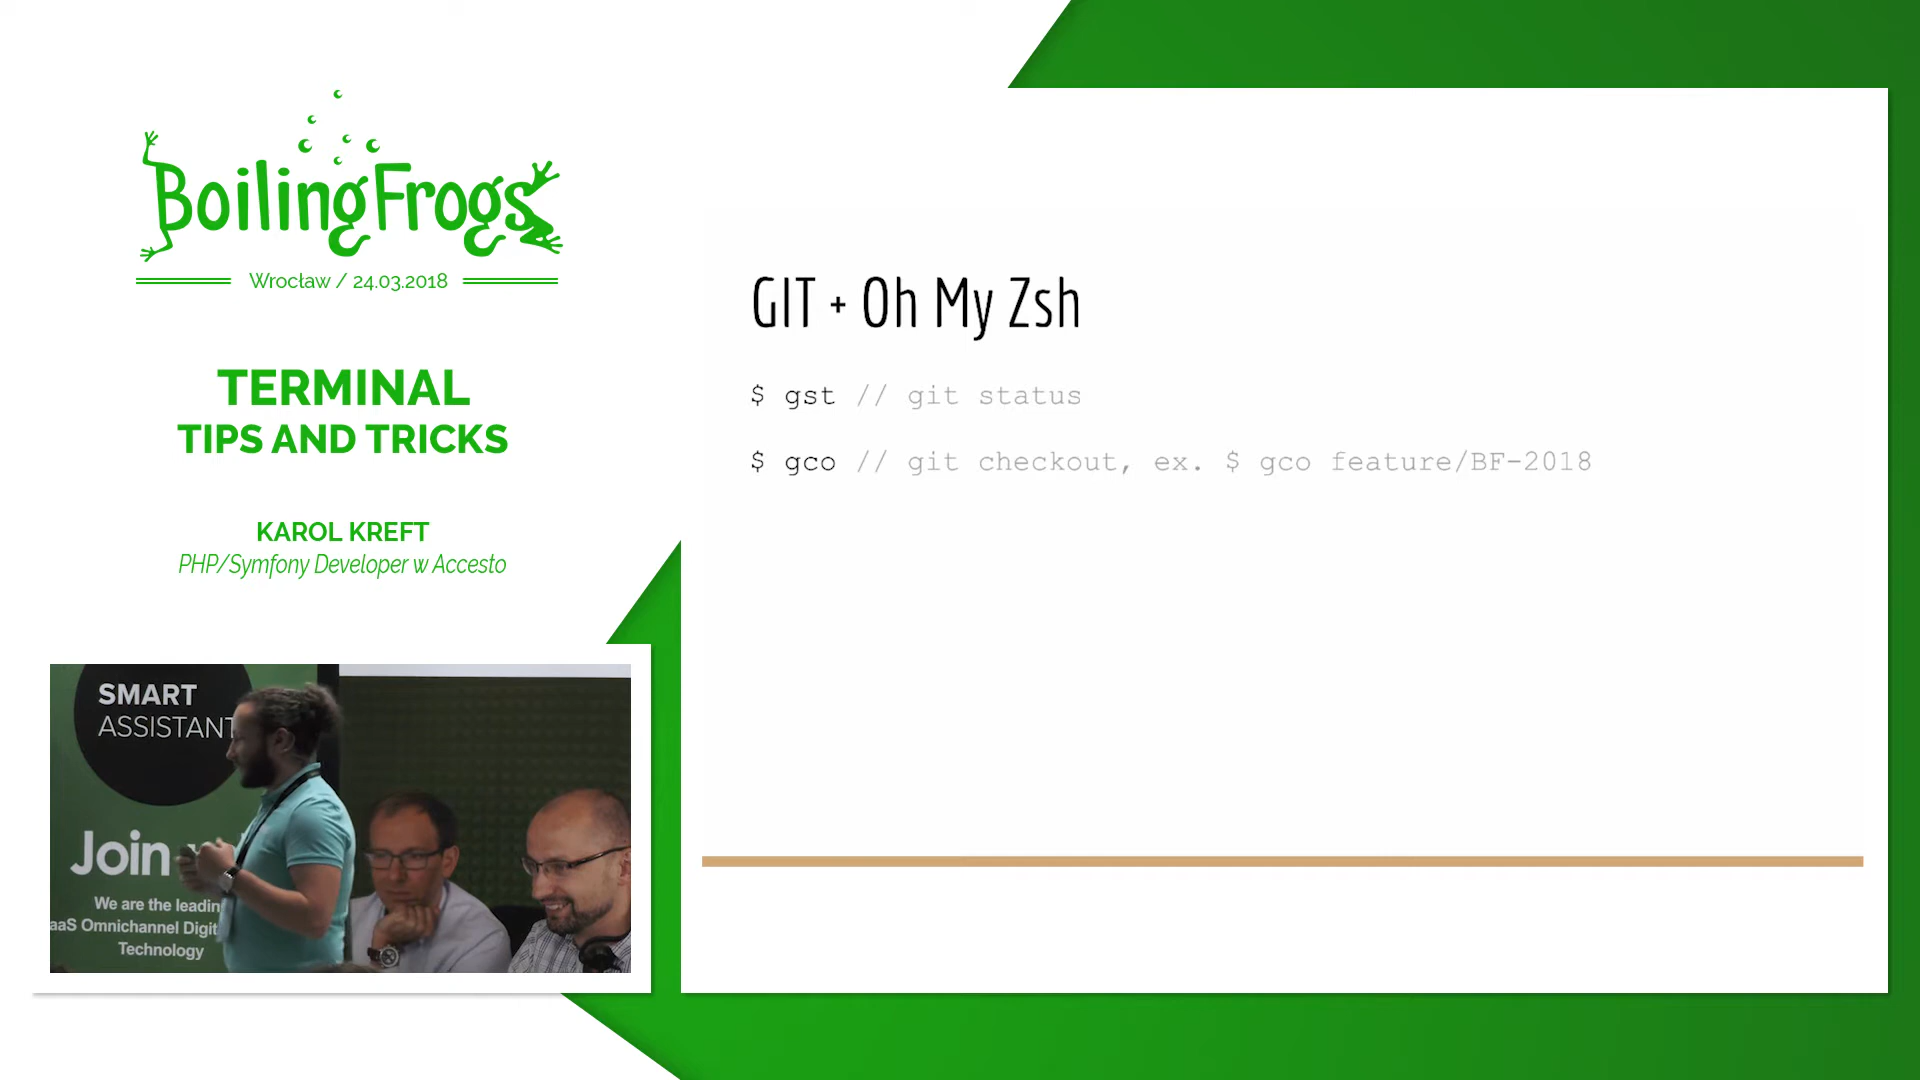 BoilingFrogs
Wrocław / 24.03.2018
TERMINAL
TIPS AND TRICKS
KAROL KREFT
PHP/Symfony Developer w Accesto
SMART
ASSISTANT
Join
We are the leading
aaS Omnichannel Digit
Technology
GIT + Oh My Zsh
$ gst // git status
$ gco // git checkout, ex. $ gco feature/BF-2018